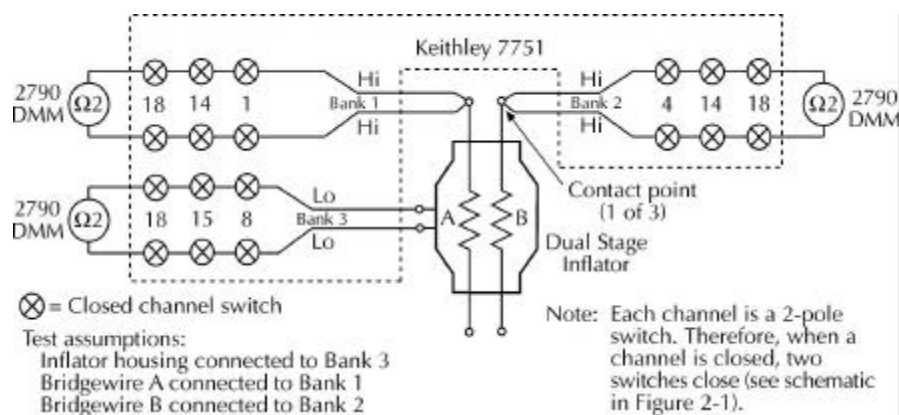 Keithley 7751
2790
DMM
Ω2
18 14 1
Hi
Bank 1
Hi
Hi
Bank 2
Hi
4 14 18
Ω2
2790
DMM
2790
DMM
Ω2
18 15 8
Lo
Bank 3
Lo
A
B
Contact point
(1 of 3)
Dual Stage
Inflator
= Closed channel switch
Test assumptions:
Inflator housing connected to Bank 3
Bridgewire A connected to Bank 1
Bridgewire B connected to Bank 2
Note: Each channel is a 2-pole
switch. Therefore, when a
channel is closed, two
switches close (see schematic
in Figure 2-1).